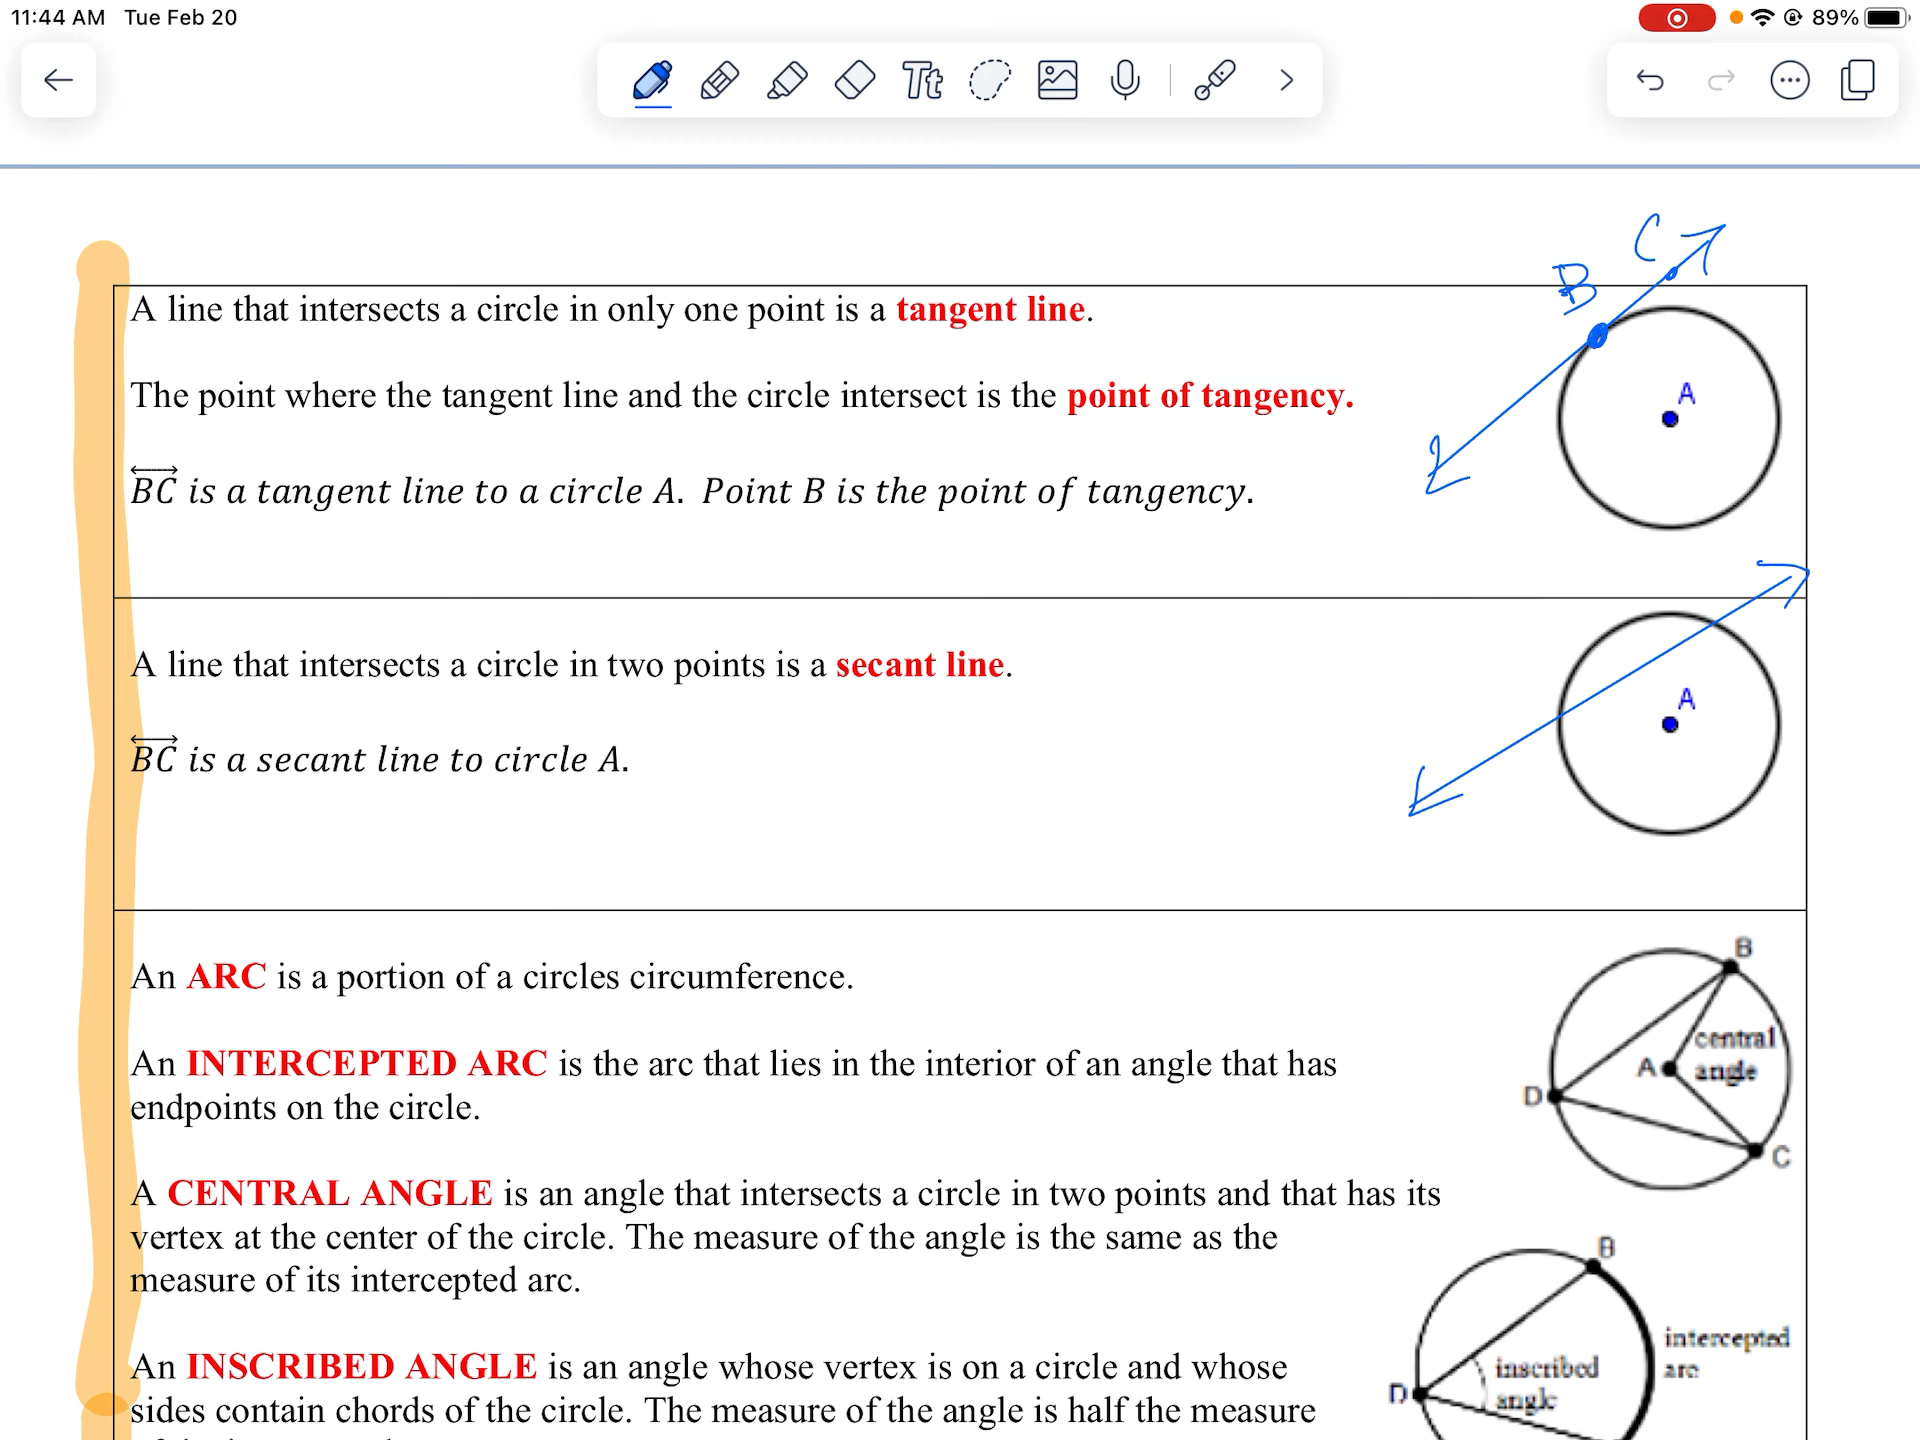 11:44 AM Tue Feb 20
89%
Tt
C
B
A line that intersects a circle in only one point is a tangent line.
The point where the tangent line and the circle intersect is the point of tangency.
A
BC is a tangent line to a circle A. Point B is the point of tangency.
A line that intersects a circle in two points is a secant line.
A
BC is a secant line to circle A.
An ARC is a portion of a circles circumference.
B
central
A angle
D
C
An INTERCEPTED ARC is the arc that lies in the interior of an angle that has
endpoints on the circle.
A CENTRAL ANGLE is an angle that intersects a circle in two points and that has its
vertex at the center of the circle. The measure of the angle is the same as the
measure of its intercepted arc.
B
intercepted
arc
inscribed
angle
D
An INSCRIBED ANGLE is an angle whose vertex is on a circle and whose
sides contain chords of the circle. The measure of the angle is half the measure